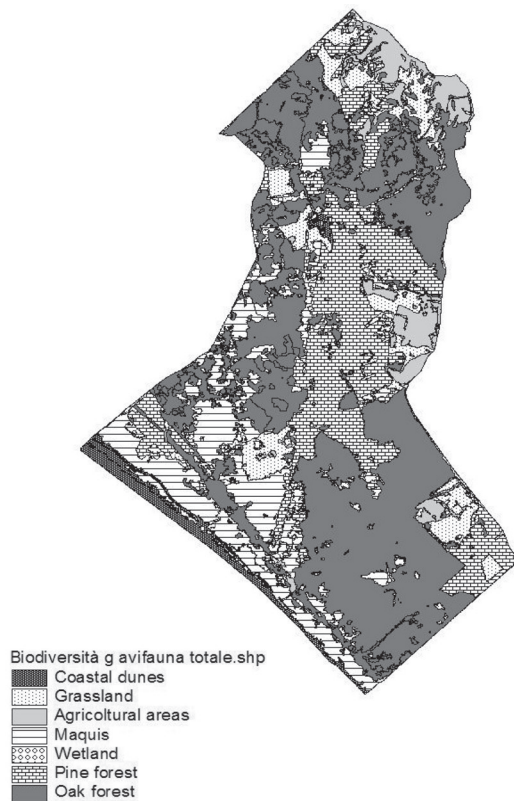 Biodiversità g avifauna totale.shp
Coastal dunes
Grassland
Agricoltural areas
Maquis
Wetland
Pine forest
Oak forest